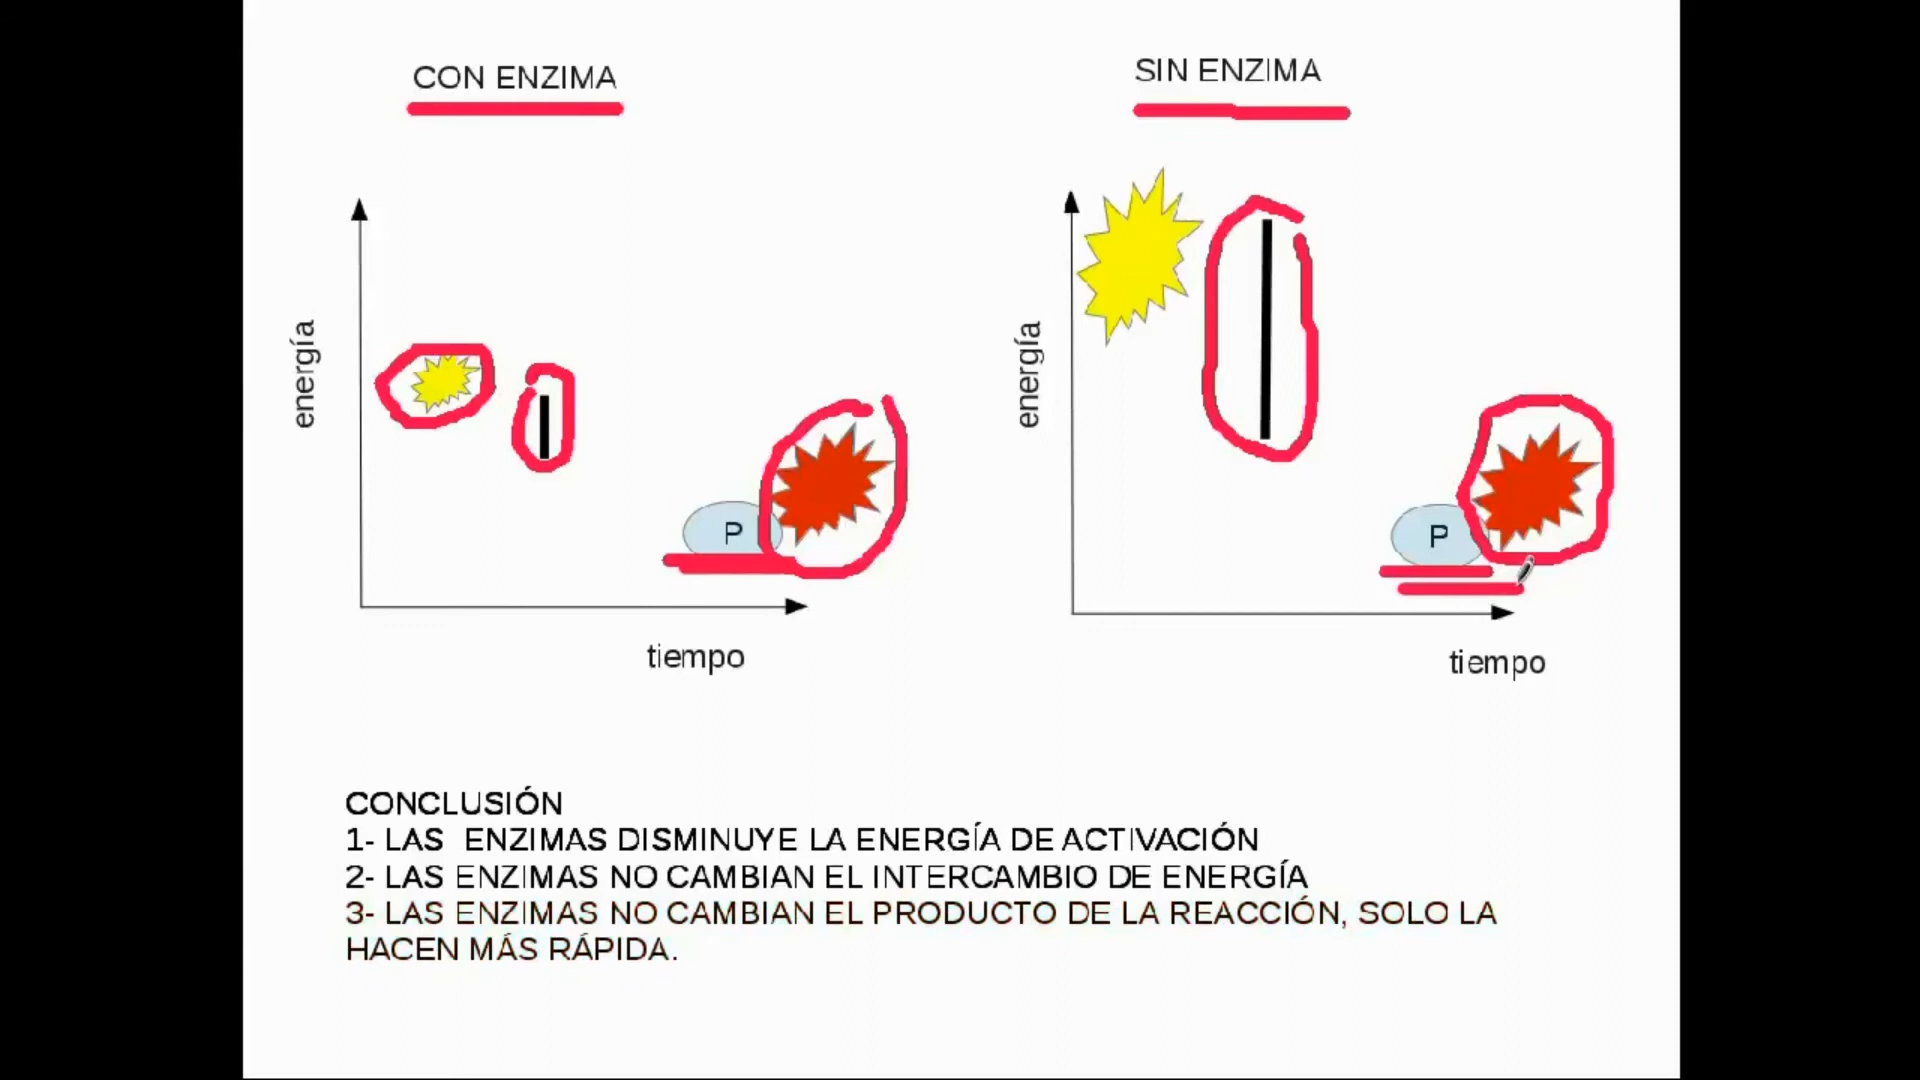 CON ENZIMA
SIN ENZIMA
energía
energía
P
P
tiempo
tiempo
CONCLUSIÓN
1- LAS ENZIMAS DISMINUYE LA ENERGÍA DE ACTIVACIÓN
2- LAS ENZIMAS NO CAMBIAN EL INTERCAMBIO DE ENERGÍA
3- LAS ENZIMAS NO CAMBIAN EL PRODUCTO DE LA REACCIÓN, SOLO LA
HACEN MÁS RÁPIDA.